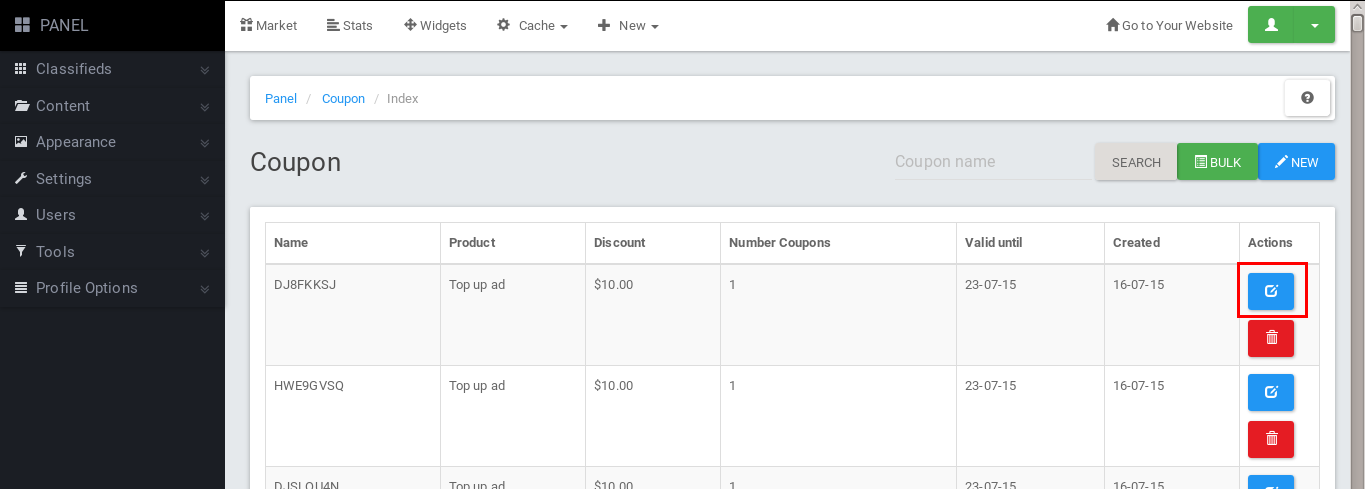 PANEL
Market Stats Widgets Cache New Go to Your Website
Classifieds
Content
Appearance
Settings
Users
Tools
Profile Options
Panel / Coupon / Index
Coupon
Coupon name SEARCH BULK NEW
Name Product Discount Number Coupons Valid until Created Actions
DJ8FKKSJ Top up ad $10.00 1 23-07-15 16-07-15
HWE9GVSQ Top up ad $10.00 1 23-07-15 16-07-15
Top up ad $10.00 1 23-07-15 16-07-15